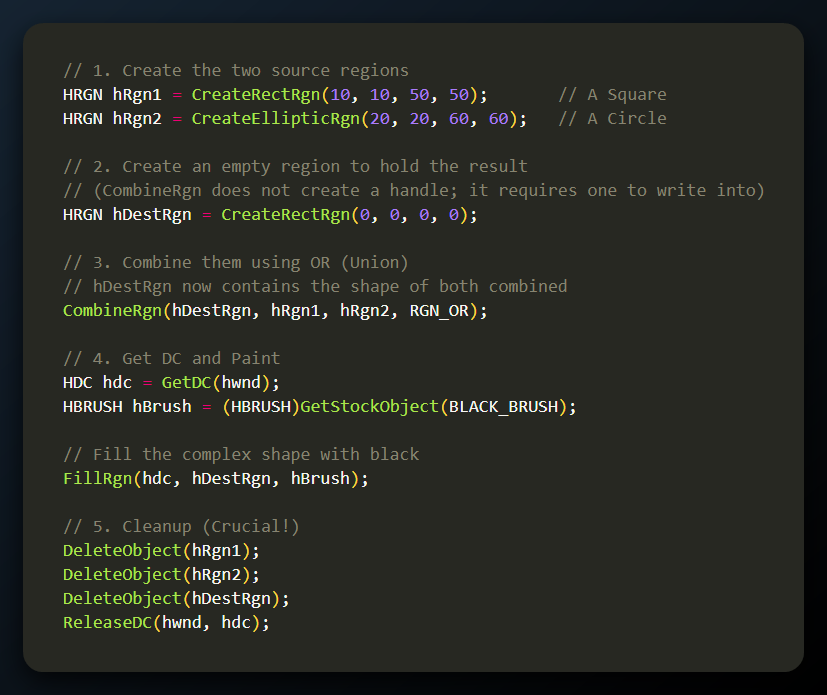 // 1. Create the two source regions
HRGN hRgn1 = CreateRectRgn(10, 10, 50, 50);       // A Square
HRGN hRgn2 = CreateEllipticRgn(20, 20, 60, 60);   // A Circle

// 2. Create an empty region to hold the result
// (CombineRgn does not create a handle; it requires one to write into)
HRGN hDestRgn = CreateRectRgn(0, 0, 0, 0);

// 3. Combine them using OR (Union)
// hDestRgn now contains the shape of both combined
CombineRgn(hDestRgn, hRgn1, hRgn2, RGN_OR);

// 4. Get DC and Paint
HDC hdc = GetDC(hwnd);
HBRUSH hBrush = (HBRUSH)GetStockObject(BLACK_BRUSH);

// Fill the complex shape with black
FillRgn(hdc, hDestRgn, hBrush);

// 5. Cleanup (Crucial!)
DeleteObject(hRgn1);
DeleteObject(hRgn2);
DeleteObject(hDestRgn);
ReleaseDC(hwnd, hdc);